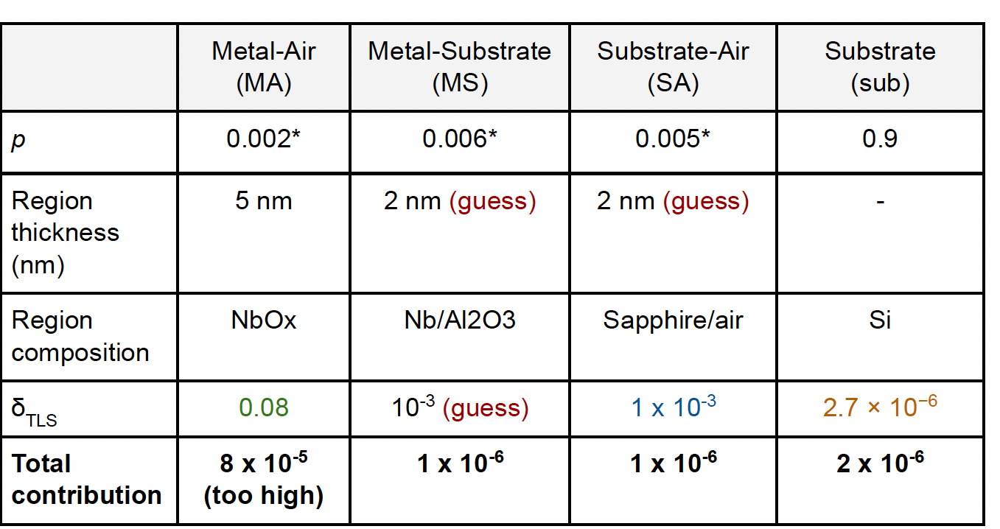 Metal-Air
(MA)
Metal-Substrate
(MS)
Substrate-Air
(SA)
Substrate
(sub)
p
0.002*
0.006*
0.005*
0.9
Region
thickness
(nm)
5 nm
2 nm (guess)
2 nm (guess)
-
Region
composition
NbOx
Nb/Al2O3
Sapphire/air
Si
δTLS
0.08
10-3 (guess)
1 x 10-3
2.7 × 10−6
Total
contribution
8 x 10-5
(too high)
1 x 10-6
1 x 10-6
2 x 10-6